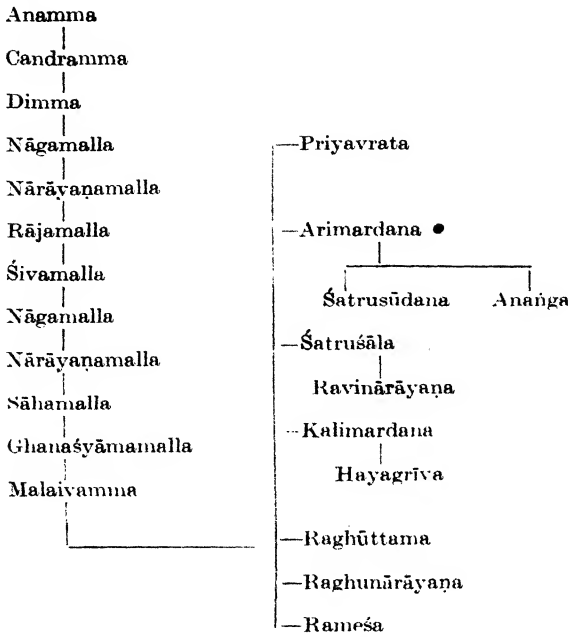 Anamma
Candramma
Dimma
Nāgamalla
Nārāyaṇamalla
Rājamalla
Śivamalla
Nāgamalla
Nārāyaṇamalla
Sāhamalla
Ghanaśyāmamalla
Malaivamma
—Priyavrata
—Arimardana
Śatrusūdana Anaṅga
—Śatruśāla
Ravinārāyaṇa
—Kalimardana
Hayagrīva
—Raghūttama
—Raghunārāyaṇa
—Rameśa